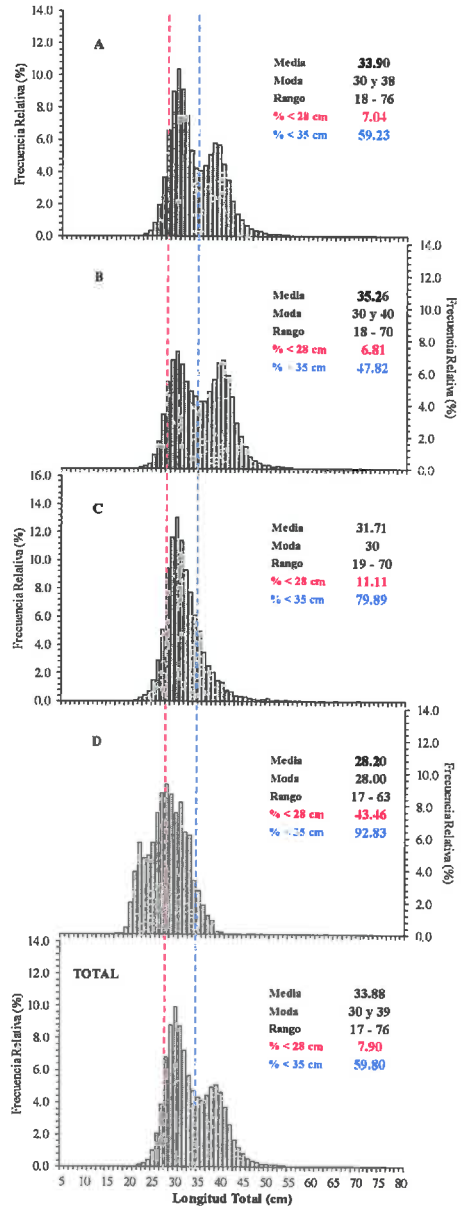 14.0
12.0
10.0
8.0
6.0
4.0
2.0
0.0
Frecuencia Relativa (%)
A
Media 33.90
Moda 30 y 38
Rango 18 - 76
% < 28 cm 7.04
% < 35 cm 59.23
14.0
12.0
10.0
8.0
6.0
4.0
2.0
0.0
Frecuencia Relativa (%)
B
Media 35.26
Moda 30 y 40
Rango 18 - 70
% < 28 cm 6.81
% < 35 cm 47.82
16.0
14.0
12.0
10.0
8.0
6.0
4.0
2.0
0.0
Frecuencia Relativa (%)
C
Media 31.71
Moda 30
Rango 19 - 70
% < 28 cm 11.11
% < 35 cm 79.89
14.0
12.0
10.0
8.0
6.0
4.0
2.0
0.0
Frecuencia Relativa (%)
D
Media 28.20
Moda 28.00
Rango 17 - 63
% < 28 cm 43.46
% < 35 cm 92.83
14.0
12.0
10.0
8.0
6.0
4.0
2.0
0.0
Frecuencia Relativa (%)
TOTAL
Media 33.88
Moda 30 y 39
Rango 17 - 76
% < 28 cm 7.90
% < 35 cm 59.80
5 10 15 20 25 30 35 40 45 50 55 60 65 70 75 80
Longitud Total (cm)